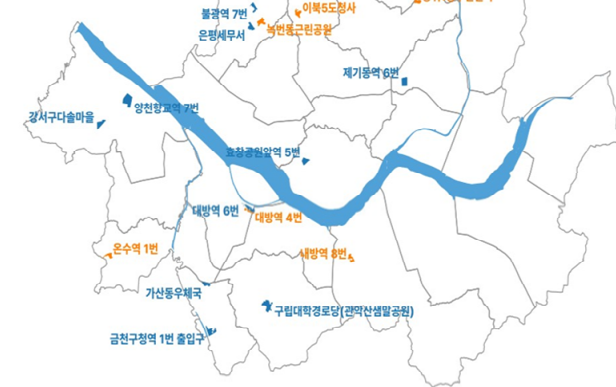 이북5도청사
불광역 7번
녹번동근린공원
은평세무서
제기동역 6번
양천향교역 7번
강서구다솔마을
효창공원앞역 5번
대방역 6번
대방역 4번
온수역 1번
내방역 8번
가산동우체국
구립대학경로당(관악산샘말공원)
금천구청역 1번 출입구